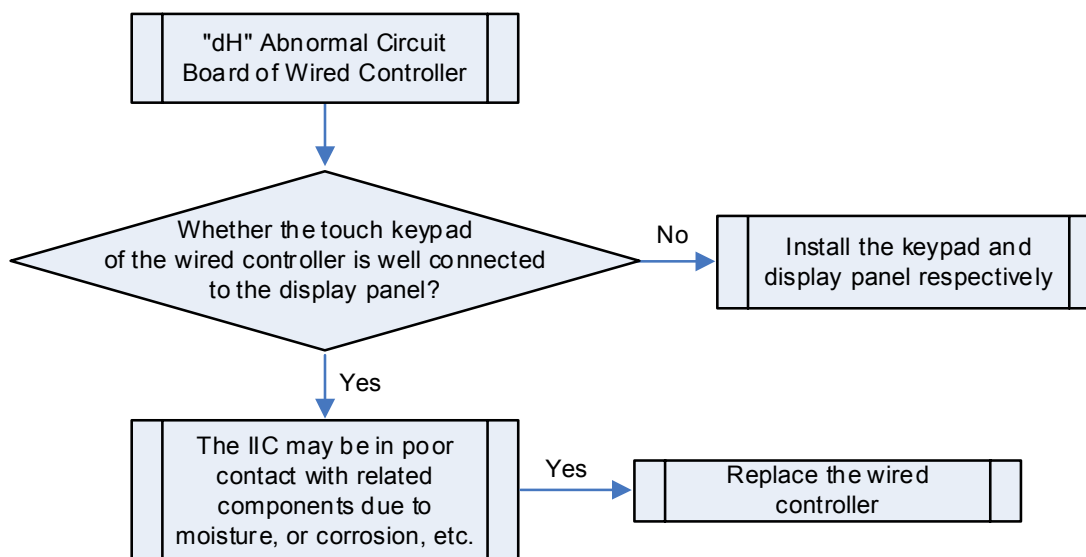 "dH" Abnormal Circuit
Board of Wired Controller
Whether the touch keypad
of the wired controller is well connected
to the display panel?
No
Install the keypad and
display panel respectively
Yes
The IIC may be in poor
contact with related
components due to
moisture, or corrosion, etc.
Yes
Replace the wired
controller